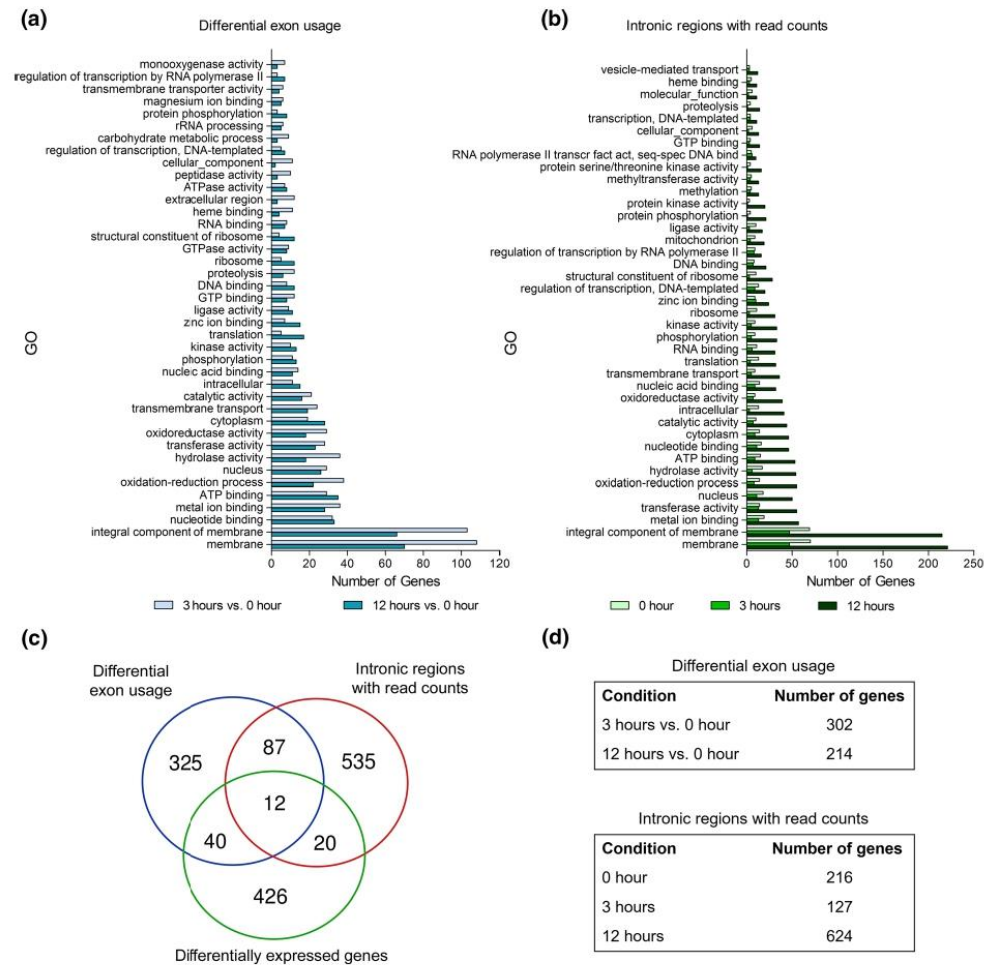 (a)
Differential exon usage
monooxygenase activity
regulation of transcription by RNA polymerase II
transmembrane transporter activity
magnesium ion binding
protein phosphorylation
rRNA processing
carbohydrate metabolic process
regulation of transcription, DNA-templated
cellular_component
peptidase activity
ATPase activity
extracellular region
heme binding
RNA binding
structural constituent of ribosome
GTPase activity
ribosome
proteolysis
DNA binding
GTP binding
ligase activity
zinc ion binding
translation
kinase activity
phosphorylation
nucleic acid binding
intracellular
catalytic activity
transmembrane transport
cytoplasm
oxidoreductase activity
transferase activity
hydrolase activity
nucleus
oxidation-reduction process
ATP binding
metal ion binding
nucleotide binding
integral component of membrane
membrane
GO
0 20 40 60 80 100 120
Number of Genes
3 hours vs. 0 hour 12 hours vs. 0 hour
(b)
Intronic regions with read counts
vesicle-mediated transport
heme binding
molecular_function
proteolysis
transcription, DNA-templated
cellular_component
GTP binding
RNA polymerase II transcr fact act, seq-spec DNA bind
protein serine/threonine kinase activity
methyltransferase activity
methylation
protein kinase activity
protein phosphorylation
ligase activity
mitochondrion
regulation of transcription by RNA polymerase II
DNA binding
structural constituent of ribosome
regulation of transcription, DNA-templated
zinc ion binding
ribosome
kinase activity
phosphorylation
RNA binding
translation
transmembrane transport
nucleic acid binding
oxidoreductase activity
intracellular
catalytic activity
cytoplasm
nucleotide binding
ATP binding
hydrolase activity
oxidation-reduction process
nucleus
transferase activity
metal ion binding
integral component of membrane
membrane
GO
0 50 100 150 200 250
Number of Genes
0 hour 3 hours 12 hours
(c)
Differential
exon usage
Intronic regions
with read counts
325
87
535
12
40
20
426
Differentially expressed genes
(d)
Differential exon usage
Condition Number of genes
3 hours vs. 0 hour 302
12 hours vs. 0 hour 214
Intronic regions with read counts
Condition Number of genes
0 hour 216
3 hours 127
12 hours 624